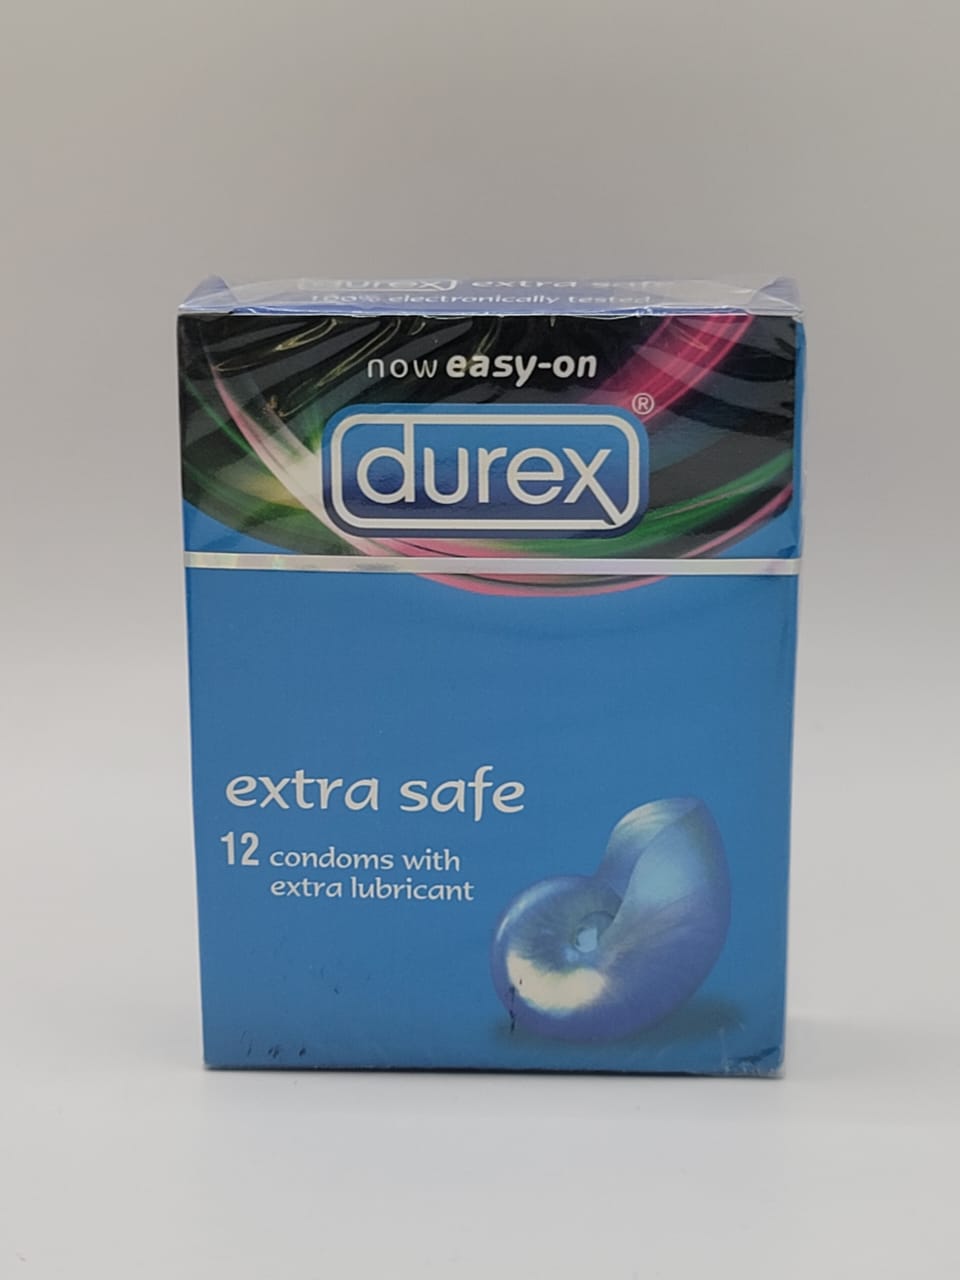 durex extra safe
100% electronically tested
now easy-on
durex®
extra safe
12 condoms with
extra lubricant